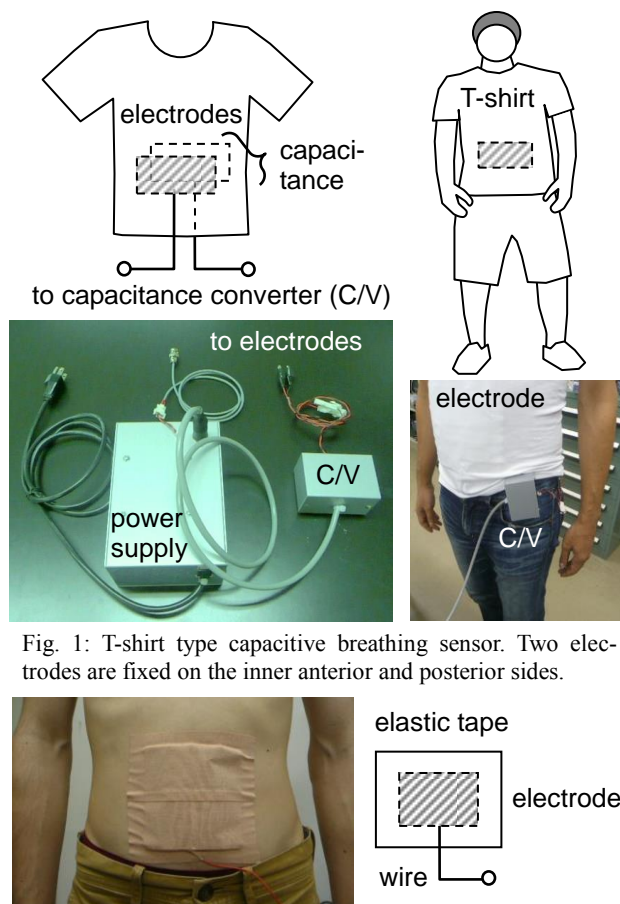 electrodes
capaci-
tance
to capacitance converter (C/V)
T-shirt
to electrodes
C/V
power
supply
electrode
C/V
Fig. 1: T-shirt type capacitive breathing sensor. Two elec-
trodes are fixed on the inner anterior and posterior sides.
elastic tape
electrode
wire